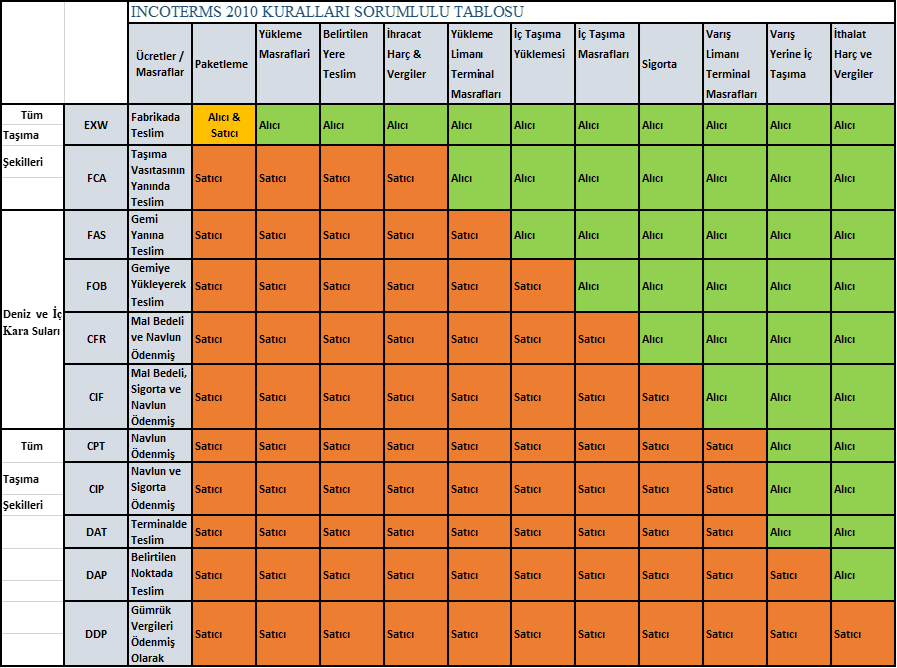 INCOTERMS 2010 KURALLARI SORUMLULU TABLOSU
Ücretler /
Masraflar
Paketleme
Yükleme
Masraflari
Belirtilen
Yere
Teslim
İhracat
Harç &
Vergiler
Yükleme
Limanı
Terminal
Masrafları
İç Taşıma
Yüklemesi
İç Taşıma
Masrafları
Sigorta
Varış
Limanı
Terminal
Masrafları
Varış
Yerine İç
Taşıma
İthalat
Harç ve
Vergiler
Tüm
Taşıma
Şekilleri
EXW
Fabrikada
Teslim
Alıcı &
Satıcı
Alıcı
Alıcı
Alıcı
Alıcı
Alıcı
Alıcı
Alıcı
Alıcı
Alıcı
Alıcı
FCA
Taşıma
Vasıtasının
Yanında
Teslim
Satıcı
Satıcı
Satıcı
Satıcı
Alıcı
Alıcı
Alıcı
Alıcı
Alıcı
Alıcı
Alıcı
Deniz ve İç
Kara Suları
FAS
Gemi
Yanına
Teslim
Satıcı
Satıcı
Satıcı
Satıcı
Satıcı
Alıcı
Alıcı
Alıcı
Alıcı
Alıcı
Alıcı
FOB
Gemiye
Yükleyerek
Teslim
Satıcı
Satıcı
Satıcı
Satıcı
Satıcı
Satıcı
Alıcı
Alıcı
Alıcı
Alıcı
Alıcı
CFR
Mal Bedeli
ve Navlun
Ödenmiş
Satıcı
Satıcı
Satıcı
Satıcı
Satıcı
Satıcı
Satıcı
Alıcı
Alıcı
Alıcı
Alıcı
CIF
Mal Bedeli,
Sigorta ve
Navlun
Ödenmiş
Satıcı
Satıcı
Satıcı
Satıcı
Satıcı
Satıcı
Satıcı
Satıcı
Alıcı
Alıcı
Alıcı
Tüm
Taşıma
Şekilleri
CPT
Navlun
Ödenmiş
Satıcı
Satıcı
Satıcı
Satıcı
Satıcı
Satıcı
Satıcı
Satıcı
Satıcı
Alıcı
Alıcı
CIP
Navlun ve
Sigorta
Ödenmiş
Satıcı
Satıcı
Satıcı
Satıcı
Satıcı
Satıcı
Satıcı
Satıcı
Satıcı
Alıcı
Alıcı
DAT
Terminalde
Teslim
Satıcı
Satıcı
Satıcı
Satıcı
Satıcı
Satıcı
Satıcı
Satıcı
Satıcı
Alıcı
Alıcı
DAP
Belirtilen
Noktada
Teslim
Satıcı
Satıcı
Satıcı
Satıcı
Satıcı
Satıcı
Satıcı
Satıcı
Satıcı
Satıcı
Alıcı
DDP
Gümrük
Vergileri
Ödenmiş
Olarak
Satıcı
Satıcı
Satıcı
Satıcı
Satıcı
Satıcı
Satıcı
Satıcı
Satıcı
Satıcı
Satıcı